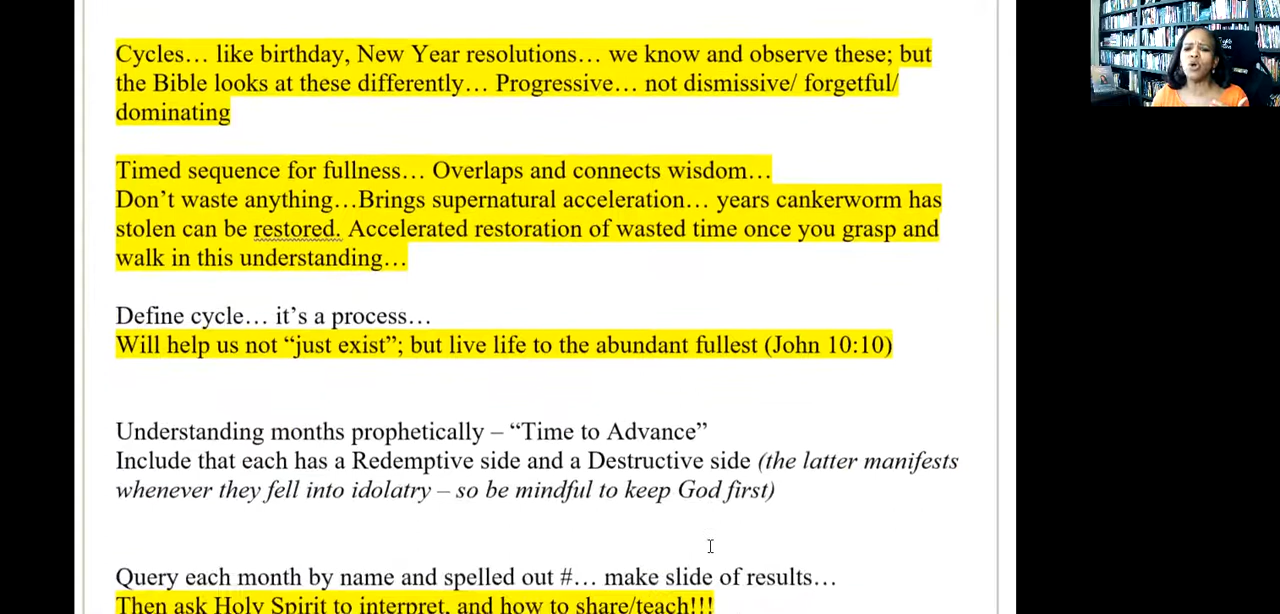 Cycles… like birthday, New Year resolutions… we know and observe these; but
the Bible looks at these differently… Progressive… not dismissive/ forgetful/
dominating
Timed sequence for fullness… Overlaps and connects wisdom…
Don’t waste anything…Brings supernatural acceleration… years cankerworm has
stolen can be restored. Accelerated restoration of wasted time once you grasp and
walk in this understanding…
Define cycle… it’s a process…
Will help us not “just exist”; but live life to the abundant fullest (John 10:10)
Understanding months prophetically – “Time to Advance”
Include that each has a Redemptive side and a Destructive side (the latter manifests
whenever they fell into idolatry – so be mindful to keep God first)
Query each month by name and spelled out #… make slide of results…
Then ask Holy Spirit to interpret, and how to share/teach!!!